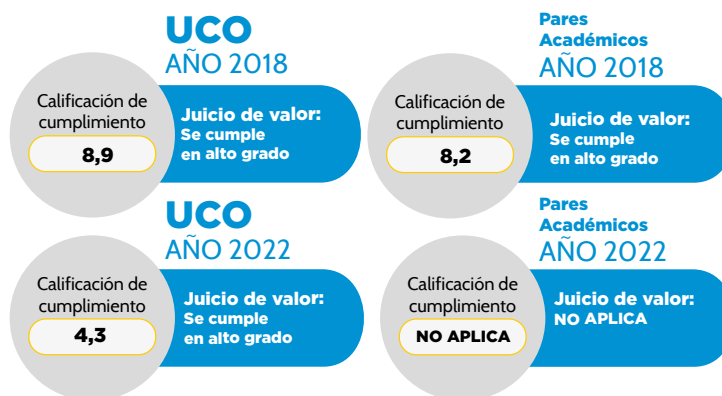 UCO
AÑO 2018
Calificación de
cumplimiento
8,9
Juicio de valor:
Se cumple
en alto grado
Pares
Académicos
AÑO 2018
Calificación de
cumplimiento
8,2
Juicio de valor:
Se cumple
en alto grado
UCO
AÑO 2022
Calificación de
cumplimiento
4,3
Juicio de valor:
Se cumple
en alto grado
Pares
Académicos
AÑO 2022
Calificación de
cumplimiento
NO APLICA
Juicio de valor:
NO APLICA